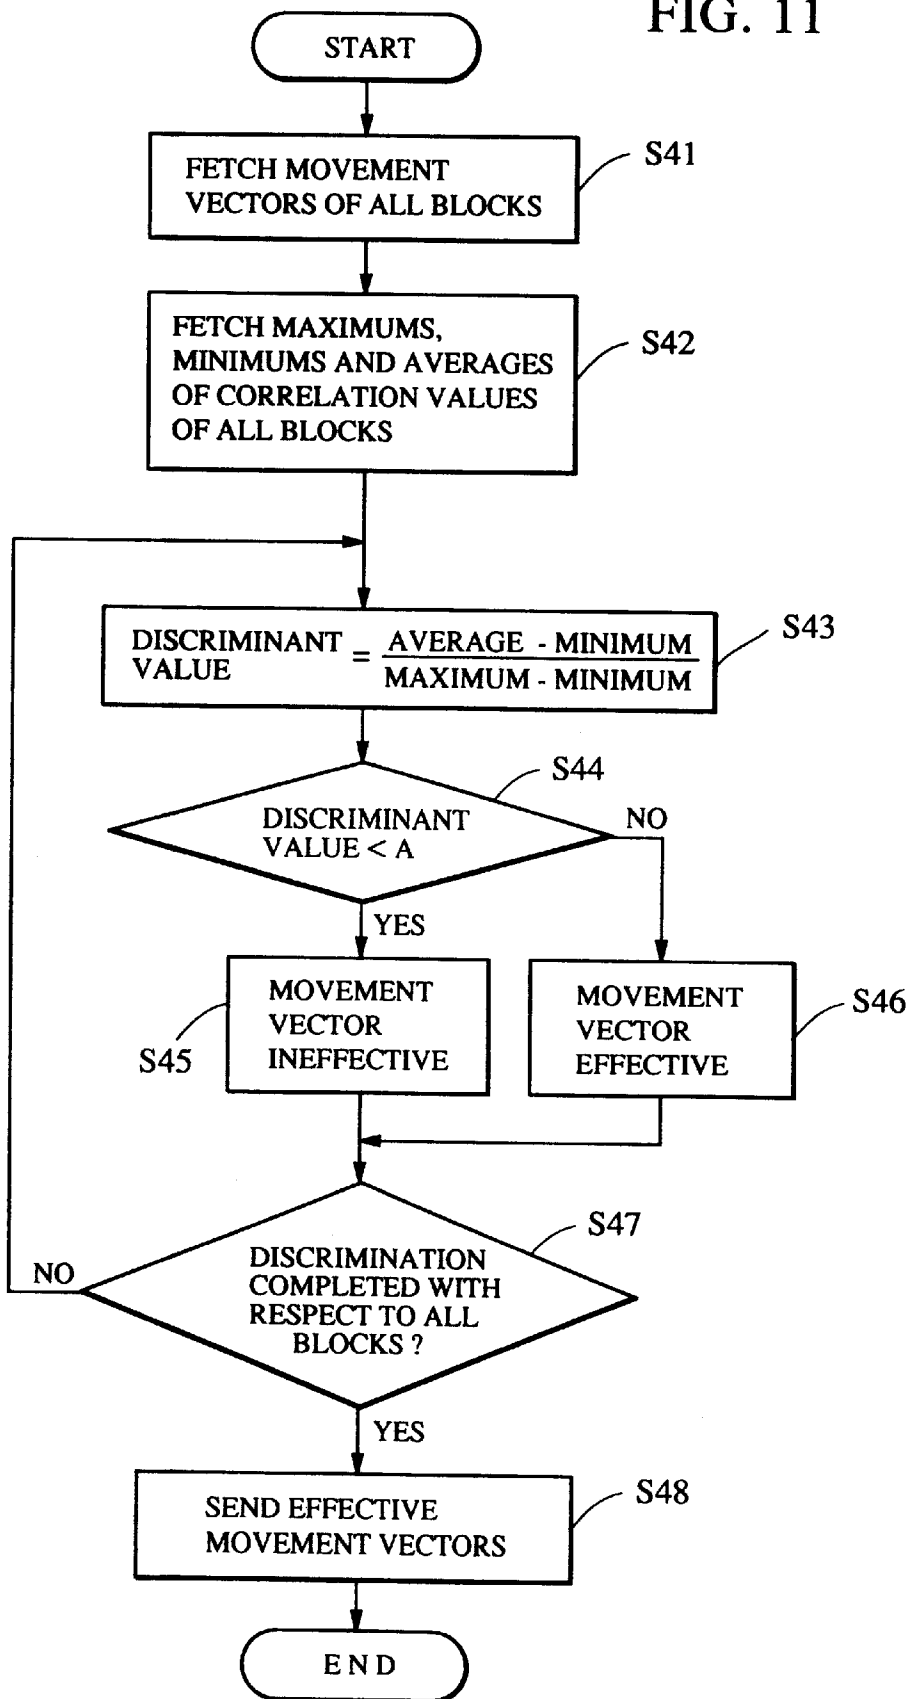 FIG. 11
START
FETCH MOVEMENT
VECTORS OF ALL BLOCKS
S41
FETCH MAXIMUMS,
MINIMUMS AND AVERAGES
OF CORRELATION VALUES
OF ALL BLOCKS
S42
DISCRIMINANT
VALUE
= AVERAGE - MINIMUM
MAXIMUM - MINIMUM
S43
S44
DISCRIMINANT
VALUE < A
NO
YES
MOVEMENT
VECTOR
INEFFECTIVE
S45
MOVEMENT
VECTOR
EFFECTIVE
S46
S47
DISCRIMINATION
COMPLETED WITH
RESPECT TO ALL
BLOCKS ?
NO
YES
SEND EFFECTIVE
MOVEMENT VECTORS
S48
END